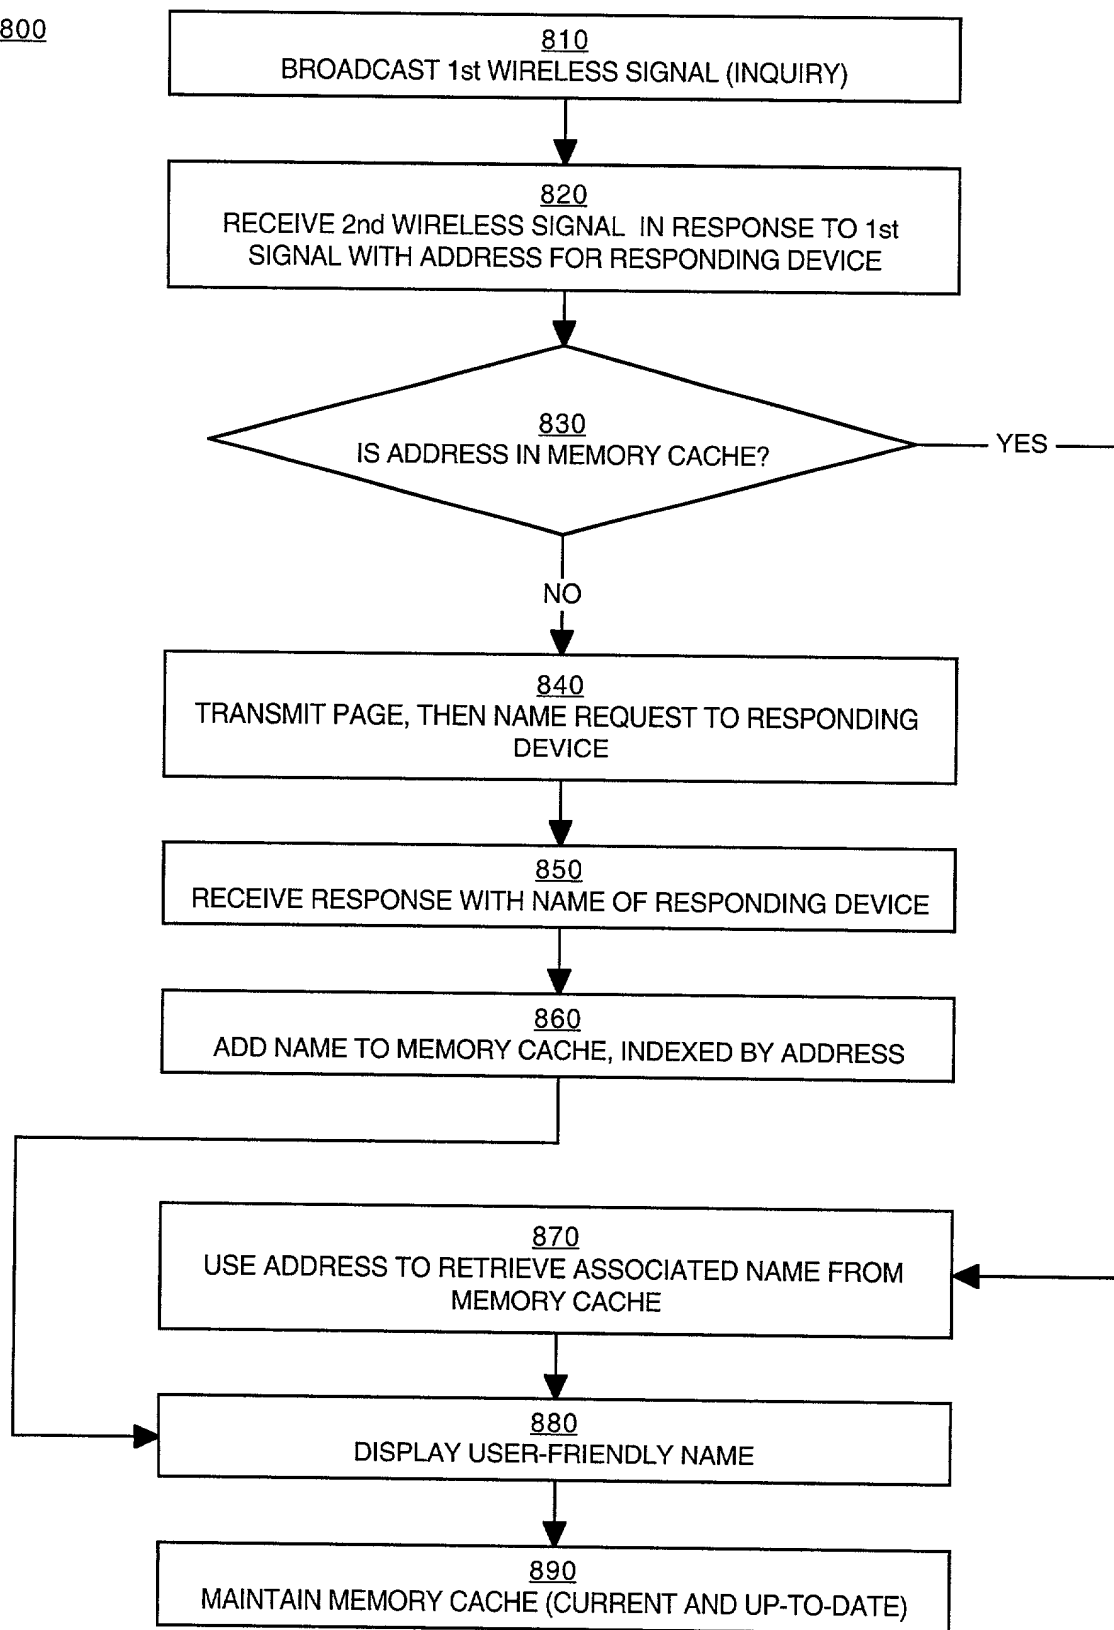 800
810
BROADCAST 1st WIRELESS SIGNAL (INQUIRY)
820
RECEIVE 2nd WIRELESS SIGNAL IN RESPONSE TO 1st
SIGNAL WITH ADDRESS FOR RESPONDING DEVICE
830
IS ADDRESS IN MEMORY CACHE?
YES
NO
840
TRANSMIT PAGE, THEN NAME REQUEST TO RESPONDING
DEVICE
850
RECEIVE RESPONSE WITH NAME OF RESPONDING DEVICE
860
ADD NAME TO MEMORY CACHE, INDEXED BY ADDRESS
870
USE ADDRESS TO RETRIEVE ASSOCIATED NAME FROM
MEMORY CACHE
880
DISPLAY USER-FRIENDLY NAME
890
MAINTAIN MEMORY CACHE (CURRENT AND UP-TO-DATE)